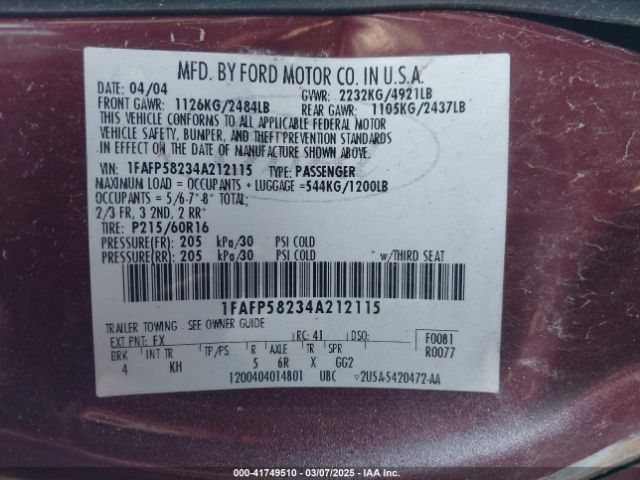 MFD. BY FORD MOTOR CO. IN U.S.A.
DATE: 04/04 GVWR: 2232KG/4921LB
FRONT GAWR: 1126KG/2484LB REAR GAWR: 1105KG/2437LB
THIS VEHICLE CONFORMS TO ALL APPLICABLE FEDERAL MOTOR
VEHICLE SAFETY, BUMPER, AND THEFT PREVENTION STANDARDS
IN EFFECT ON THE DATE OF MANUFACTURE SHOWN ABOVE.
VIN: 1FAFP58234A212115 TYPE: PASSENGER
MAXIMUM LOAD = OCCUPANTS + LUGGAGE =544KG/1200LB
OCCUPANTS = 5/6-7*-8* TOTAL;
2/3 FR, 3 2ND, 2 RR*
TIRE: P215/60R16
PRESSURE(FR): 205 kPa/30 PSI COLD
PRESSURE(RR): 205 kPa/30 PSI COLD * w/THIRD SEAT
1FAFP58234A212115
TRAILER TOWING - SEE OWNER GUIDE
EXT PNT: FX RC: 41 DSO: F0081
BRK INT TR TP/PS R AXLE TR SPR R0077
4 KH 5 6R X GG2
1200404014801 UBC 2U5A-5420472-AA
000-41749510 - 03/07/2025 - IAA Inc.